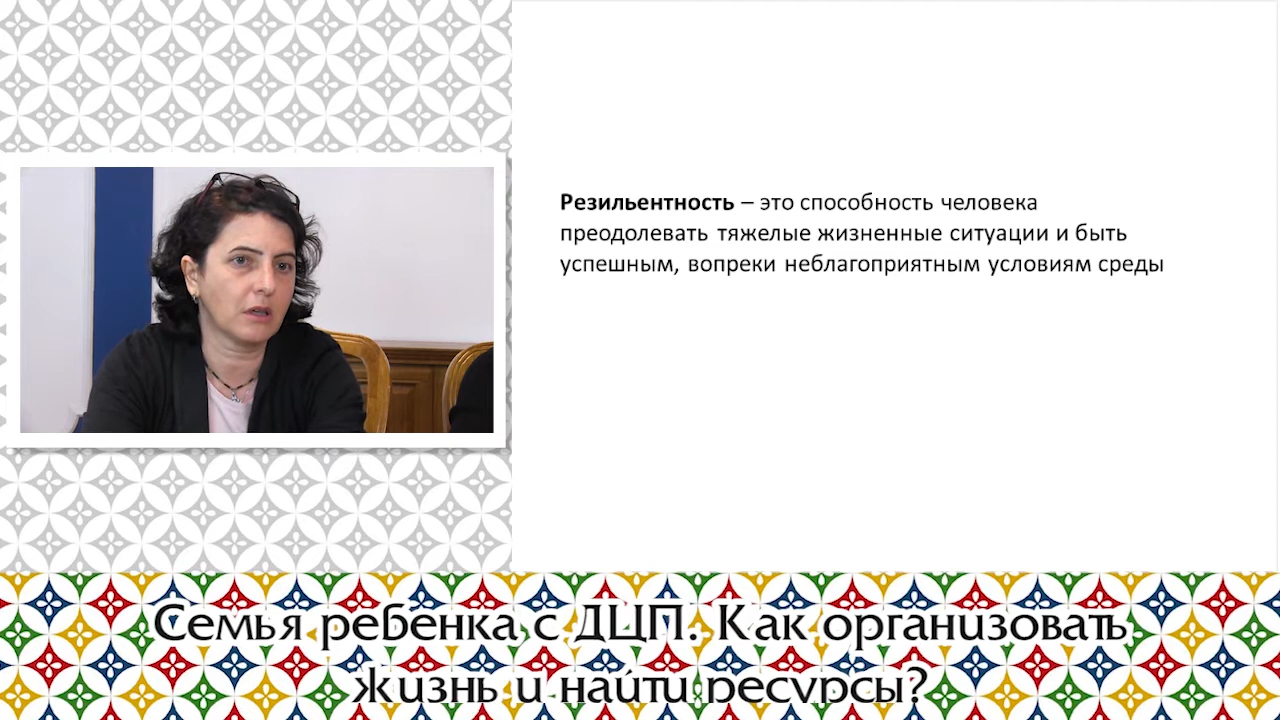 Резильентность – это способность человека
преодолевать тяжелые жизненные ситуации и быть
успешным, вопреки неблагоприятным условиям среды
Семья ребенка с ДЦП. Как организовать
жизнь и найти ресурсы?